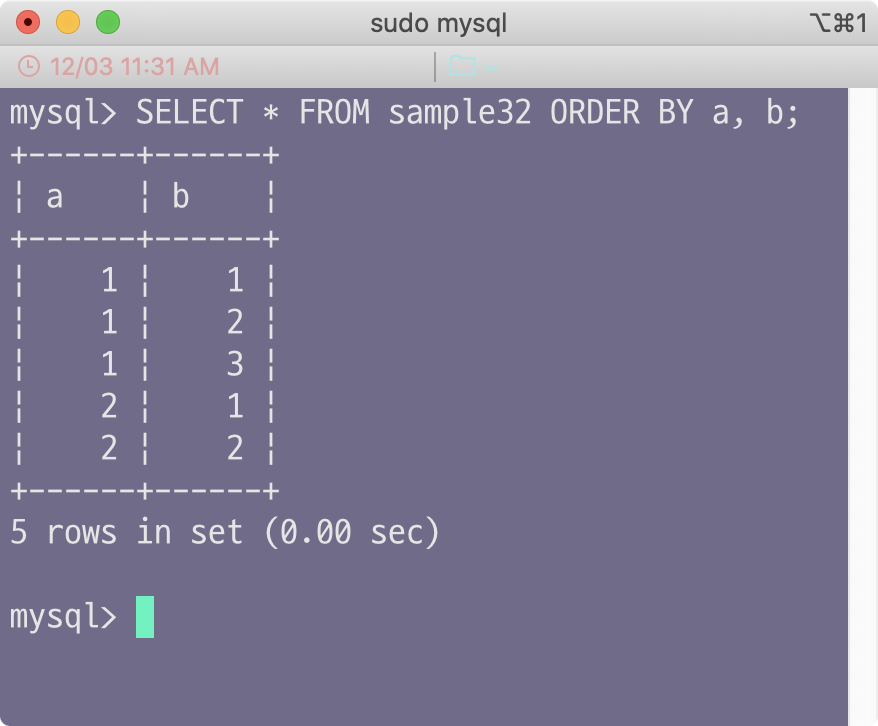 sudo mysql
⌥⌘1
12/03 11:31 AM
~
mysql> SELECT * FROM sample32 ORDER BY a, b;
+------+------+
¦ a    ¦ b    ¦
+------+------+
¦    1 ¦    1 ¦
¦    1 ¦    2 ¦
¦    1 ¦    3 ¦
¦    2 ¦    1 ¦
¦    2 ¦    2 ¦
+------+------+
5 rows in set (0.00 sec)
mysql>